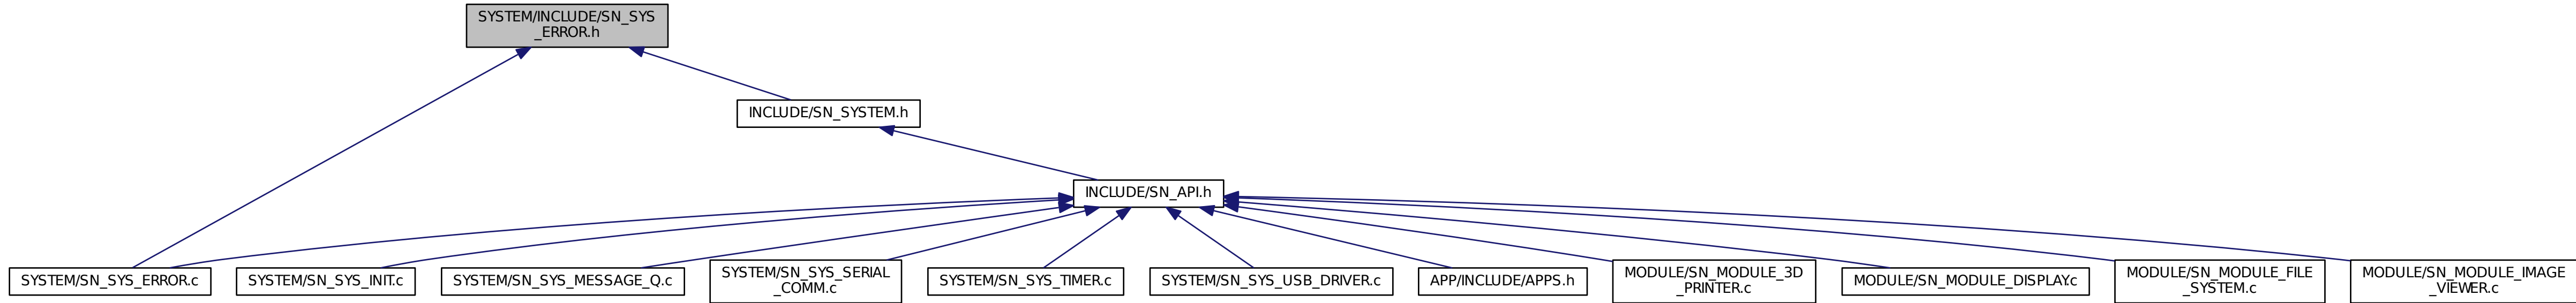 SYSTEM/INCLUDE/SN_SYS
_ERROR.h
INCLUDE/SN_SYSTEM.h
INCLUDE/SN_API.h
SYSTEM/SN_SYS_ERROR.c
SYSTEM/SN_SYS_INIT.c
SYSTEM/SN_SYS_MESSAGE_Q.c
SYSTEM/SN_SYS_SERIAL
_COMM.c
SYSTEM/SN_SYS_TIMER.c
SYSTEM/SN_SYS_USB_DRIVER.c
APP/INCLUDE/APPS.h
MODULE/SN_MODULE_3D
_PRINTER.c
MODULE/SN_MODULE_DISPLAY.c
MODULE/SN_MODULE_FILE
_SYSTEM.c
MODULE/SN_MODULE_IMAGE
_VIEWER.c